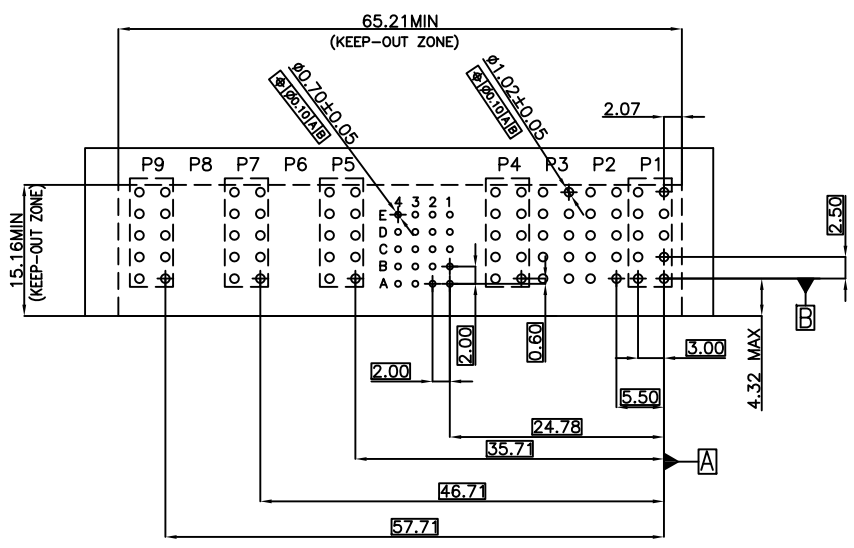 65.21MIN
(KEEP-OUT ZONE)
Ø0.70±0.05
⌖ Ø0.10 A B
Ø1.02±0.05
⌖ Ø0.10 A B
2.07
P9 P8 P7 P6 P5 P4 P3 P2 P1
15.16MIN
(KEEP-OUT ZONE)
4 3 2 1
E
D
C
B
A
2.50
B
2.00
2.00
0.60
3.00
4.32 MAX
5.50
24.78
35.71
A
46.71
57.71